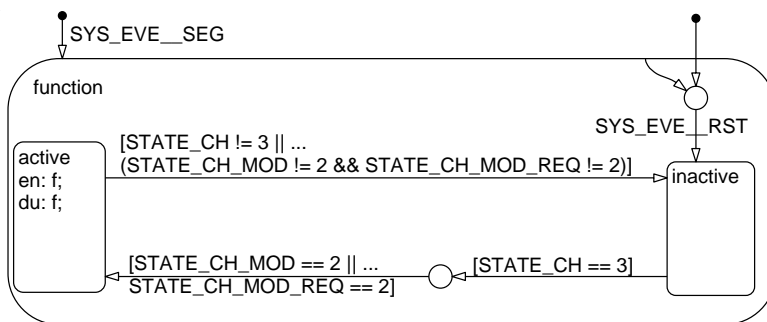 SYS_EVE__SEG
function
SYS_EVE__RST
[STATE_CH != 3 || ...
(STATE_CH_MOD != 2 && STATE_CH_MOD_REQ != 2)]
active
en: f;
du: f;
inactive
[STATE_CH_MOD == 2 || ...
STATE_CH_MOD_REQ == 2]
[STATE_CH == 3]